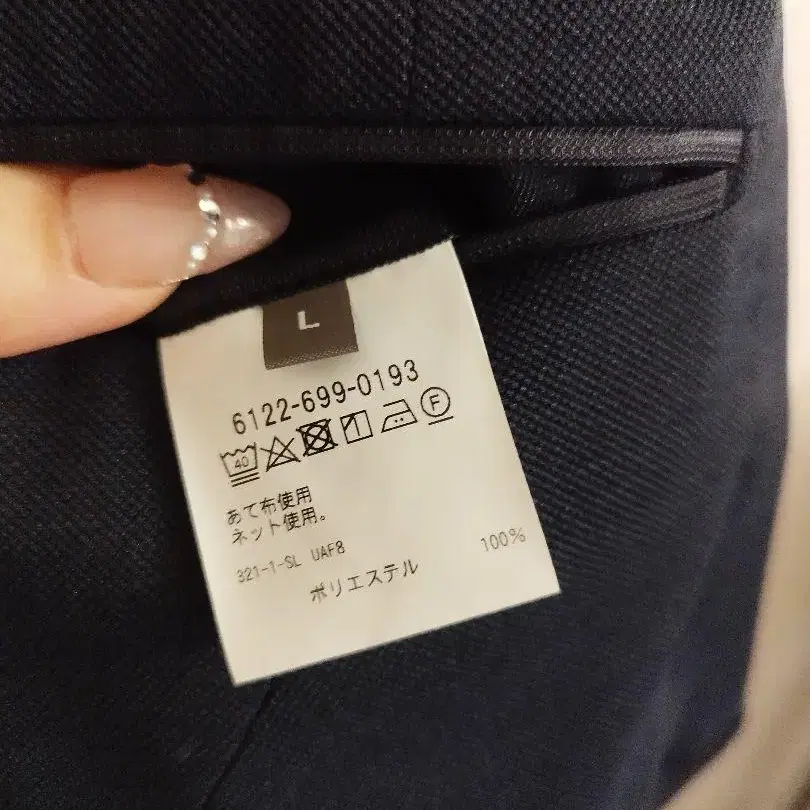 L
6122-699-0193
40
F
あて布使用
ネット使用。
321-1-SL UAF8
ポリエステル 100%